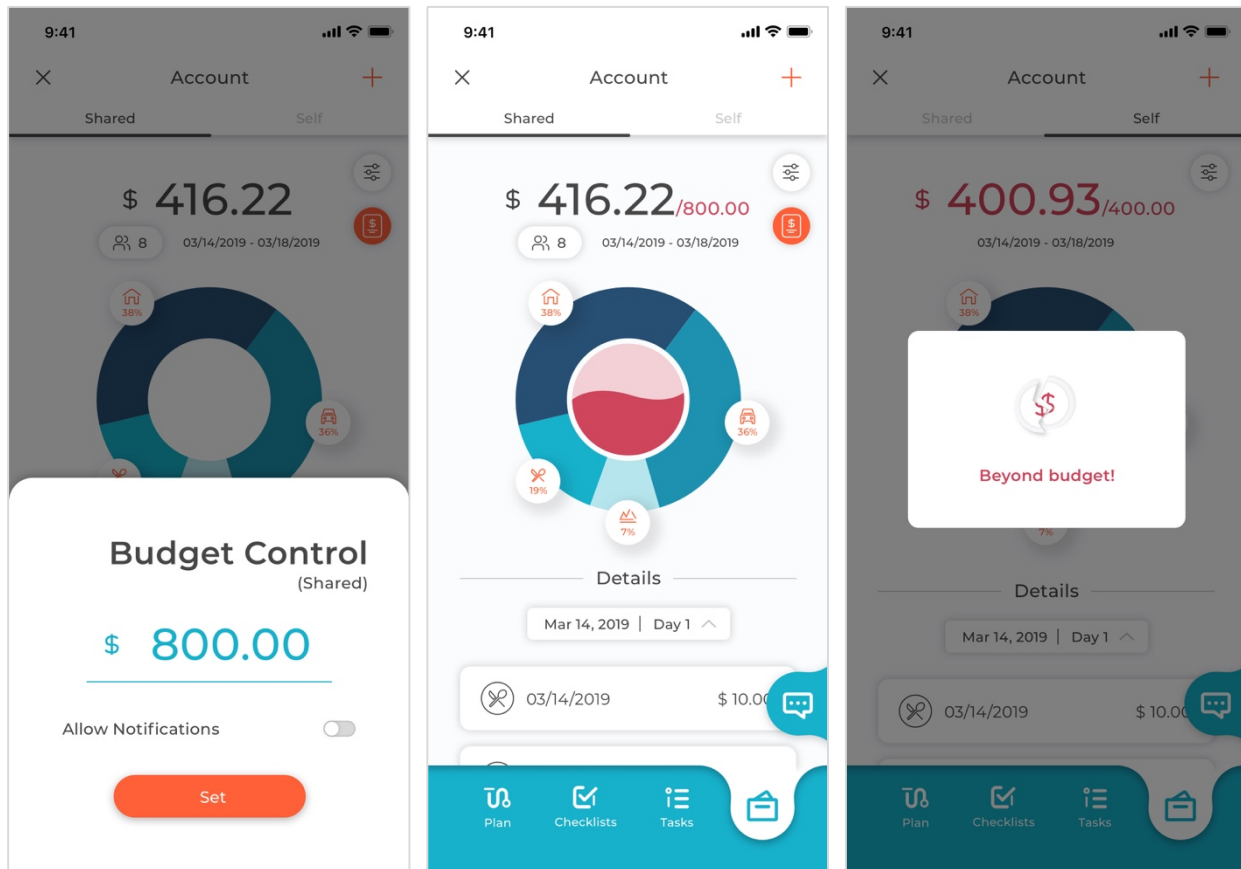 9:41
Account
Shared Self
$ 416.22
8 03/14/2019 - 03/18/2019
38%
36%
Budget Control
(Shared)
$ 800.00
Allow Notifications
Set
9:41
Account
Shared Self
$ 416.22/800.00
8 03/14/2019 - 03/18/2019
38%
36%
19%
7%
Details
Mar 14, 2019 | Day 1
03/14/2019 $ 10.00
Plan Checklists Tasks
9:41
Account
Shared Self
$ 400.93/400.00
03/14/2019 - 03/18/2019
38%
$$
Beyond budget!
7%
Details
Mar 14, 2019 | Day 1
03/14/2019 $ 10.00
Plan Checklists Tasks